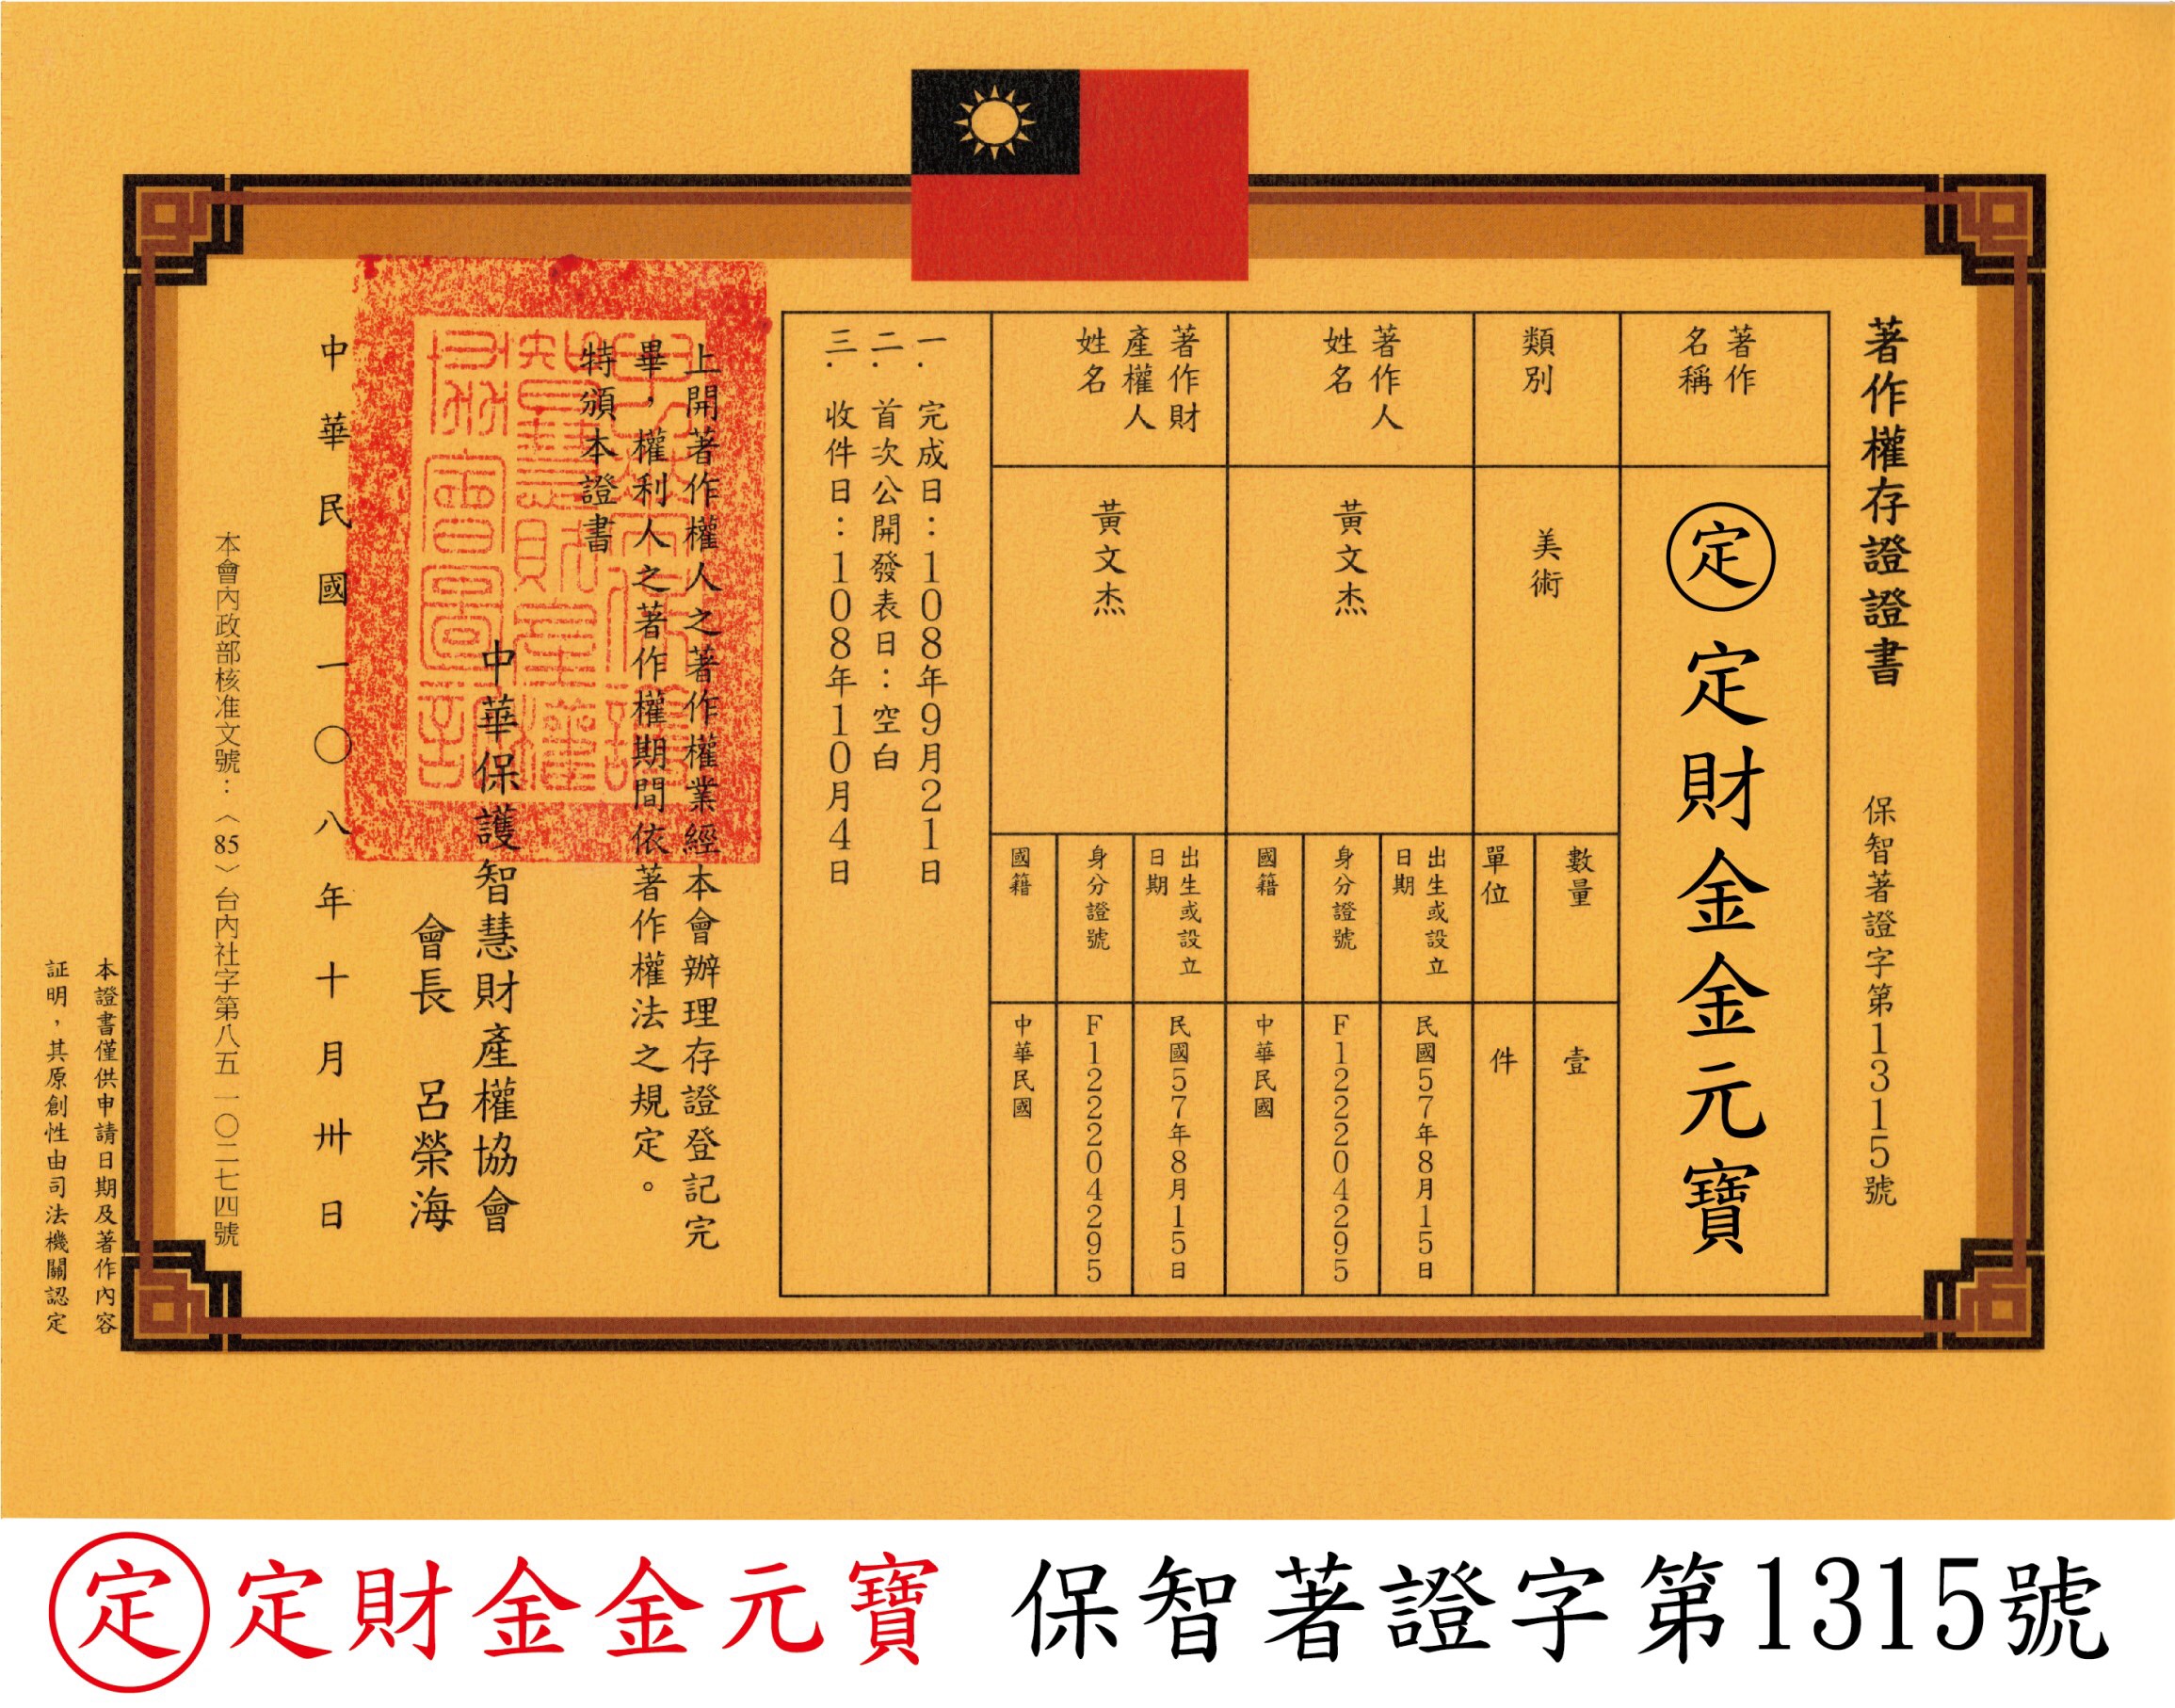 著作權存證證書　保智著證字第1315號
著作名稱
㊣定 定財金金元寶
類別
美術
數量
壹
單位
件
著作人姓名
黃文杰
出生或設立日期
民國57年8月15日
身分證號
F122204295
國籍
中華民國
著作財產權人姓名
黃文杰
出生或設立日期
民國57年8月15日
身分證號
F122204295
國籍
中華民國
一. 完成日：108年9月21日
二. 首次公開發表日：空白
三. 收件日：108年10月4日
上開著作權人之著作權業經本會辦理存證登記完
畢，權利人之著作權期間依著作權法之規定。
特頒本證書
中華保護智慧財產權協會
會長 呂榮海
中華民國一〇八年十月卅日
本會內政部核准文號：〈85〉台內社字第八五一〇二七四號
本證書僅供申請日期及著作內容
証明，其原創性由司法機關認定
定 定財金金元寶 保智著證字第1315號